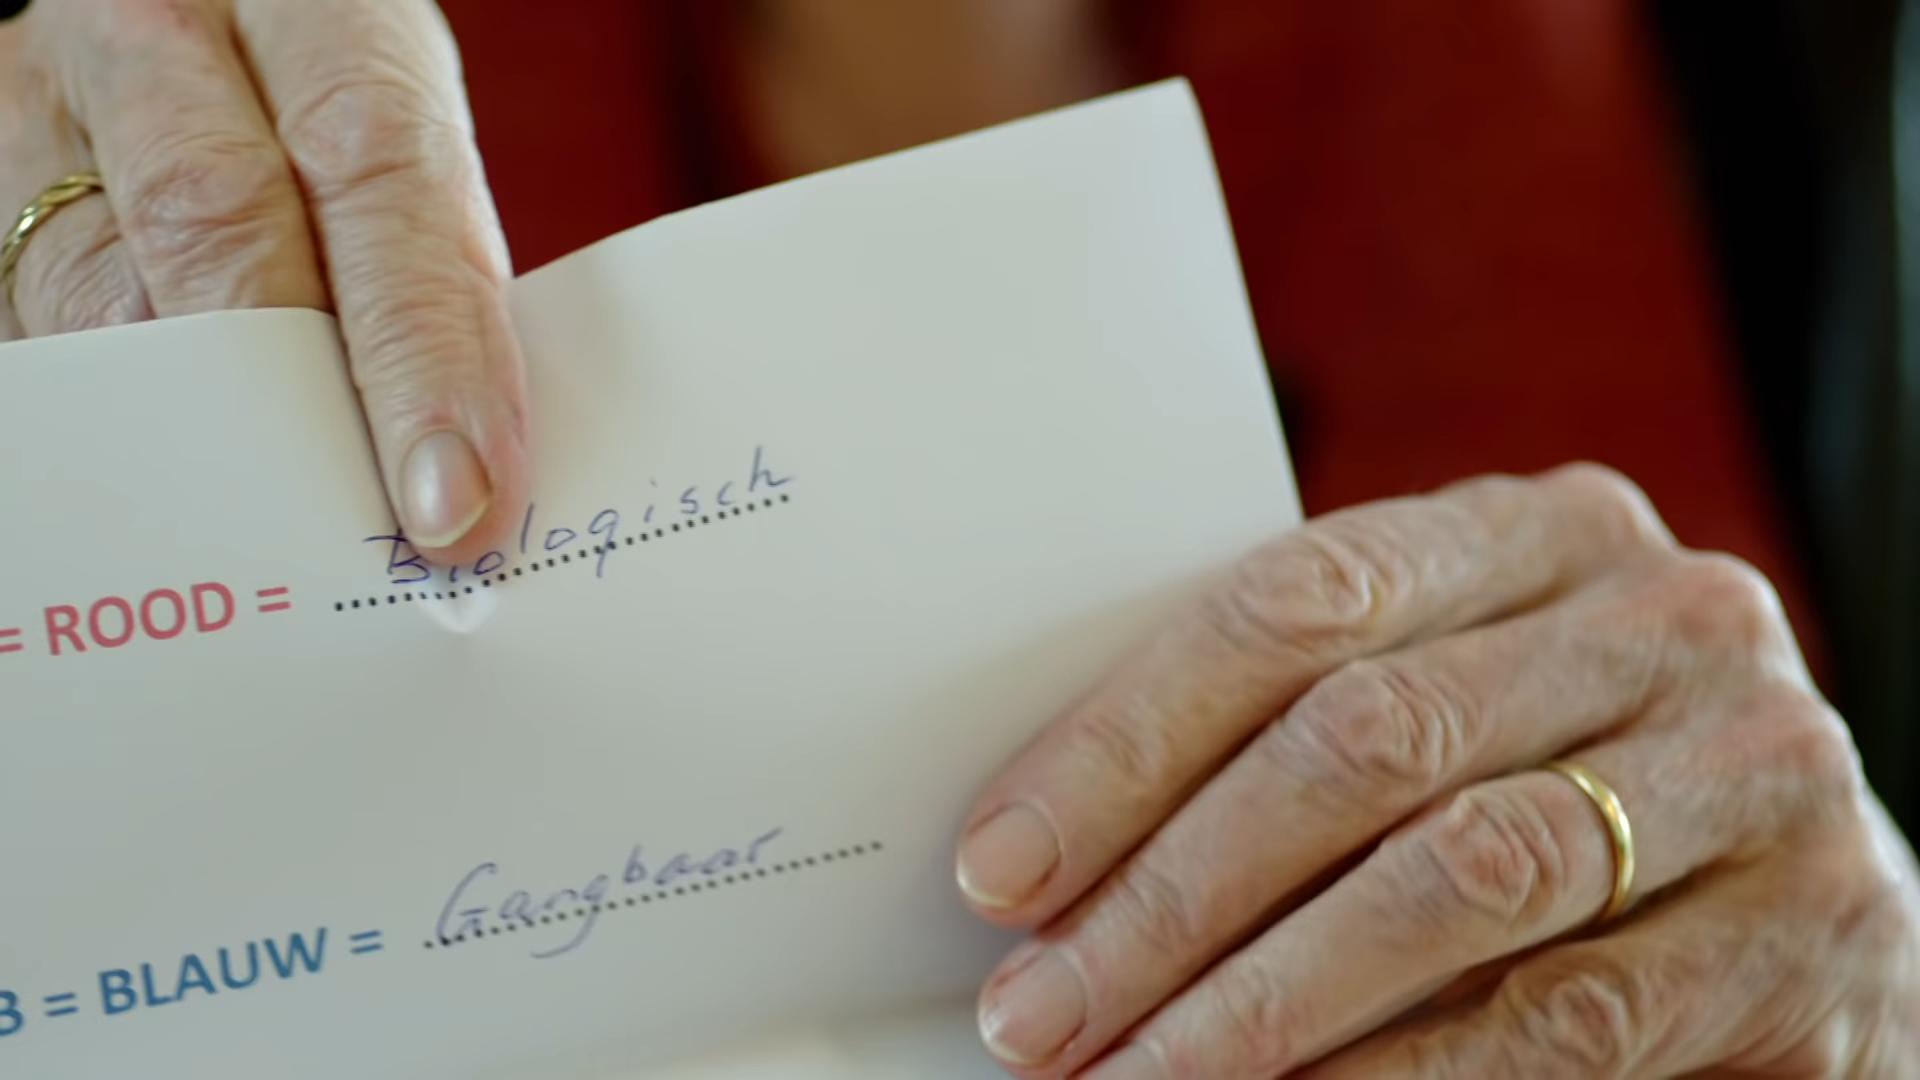 = ROOD = Biologisch
B = BLAUW = Gangbaar